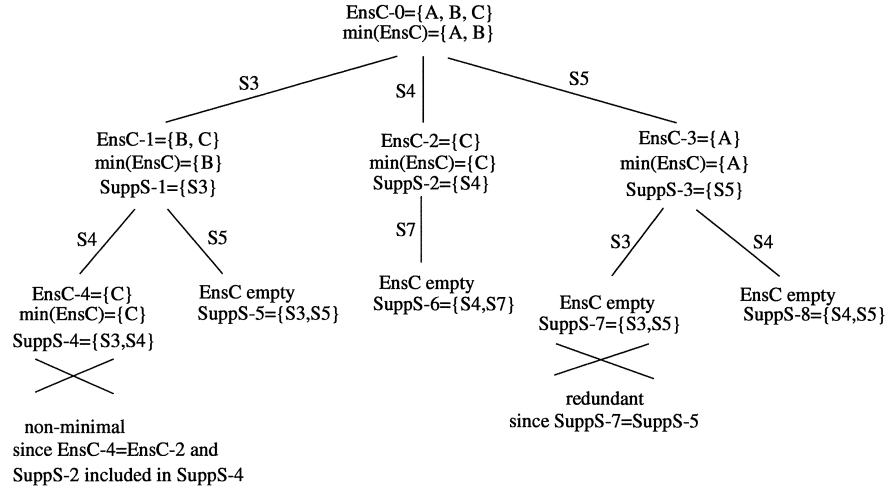 EnsC-0={A, B, C}
min(EnsC)={A, B}
S3
S4
S5
EnsC-1={B, C}
min(EnsC)={B}
SuppS-1={S3}
EnsC-2={C}
min(EnsC)={C}
SuppS-2={S4}
EnsC-3={A}
min(EnsC)={A}
SuppS-3={S5}
S4
S5
S7
S3
S4
EnsC-4={C}
min(EnsC)={C}
SuppS-4={S3,S4}
EnsC empty
SuppS-5={S3,S5}
EnsC empty
SuppS-6={S4,S7}
EnsC empty
SuppS-7={S3,S5}
EnsC empty
SuppS-8={S4,S5}
non-minimal
since EnsC-4=EnsC-2 and
SuppS-2 included in SuppS-4
redundant
since SuppS-7=SuppS-5